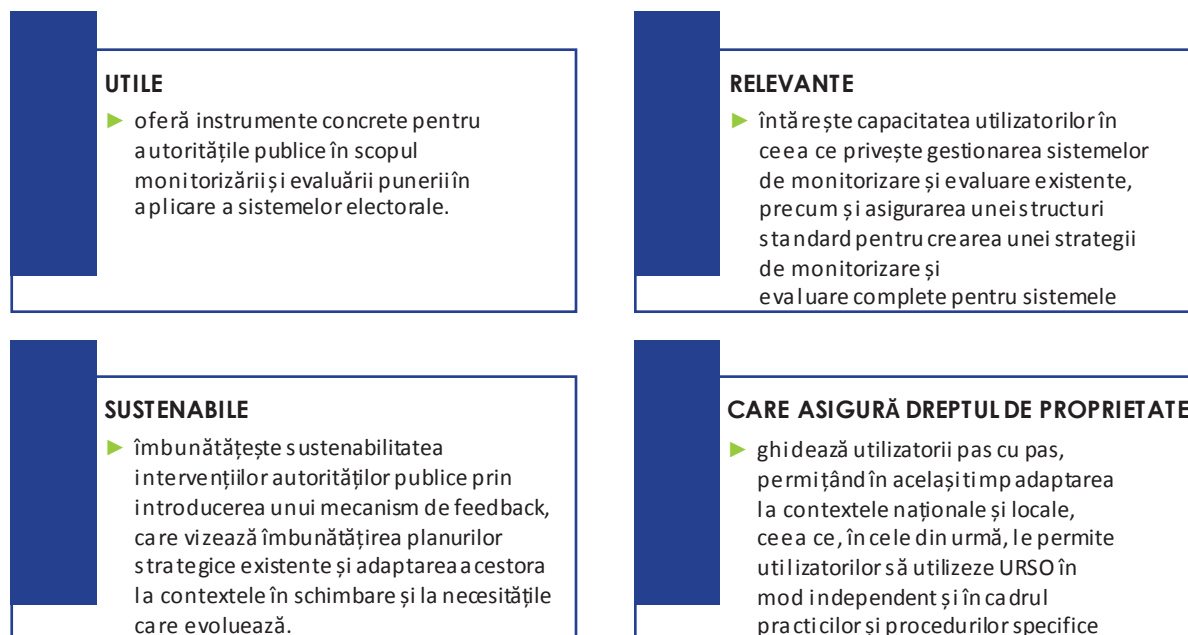 UTILE
► oferă instrumente concrete pentru
autoritățile publice în scopul
monitorizării și evaluării punerii în
aplicare a sistemelor electorale.
RELEVANTE
► întărește capacitatea utilizatorilor în
ceea ce privește gestionarea sistemelor
de monitorizare și evaluare existente,
precum și asigurarea unei structuri
standard pentru crearea unei strategii
de monitorizare și
evaluare complete pentru sistemele
SUSTENABILE
► îmbunătățește sustenabilitatea
intervențiilor autorităților publice prin
introducerea unui mecanism de feedback,
care vizează îmbunătățirea planurilor
strategice existente și adaptarea acestora
la contextele în schimbare și la necesitățile
care evoluează.
CARE ASIGURĂ DREPTUL DE PROPRIETATE
► ghidează utilizatorii pas cu pas,
permițând în același timp adaptarea
la contextele naționale și locale,
ceea ce, în cele din urmă, le permite
utilizatorilor să utilizeze URSO în
mod independent și în cadrul
practicilor și procedurilor specifice